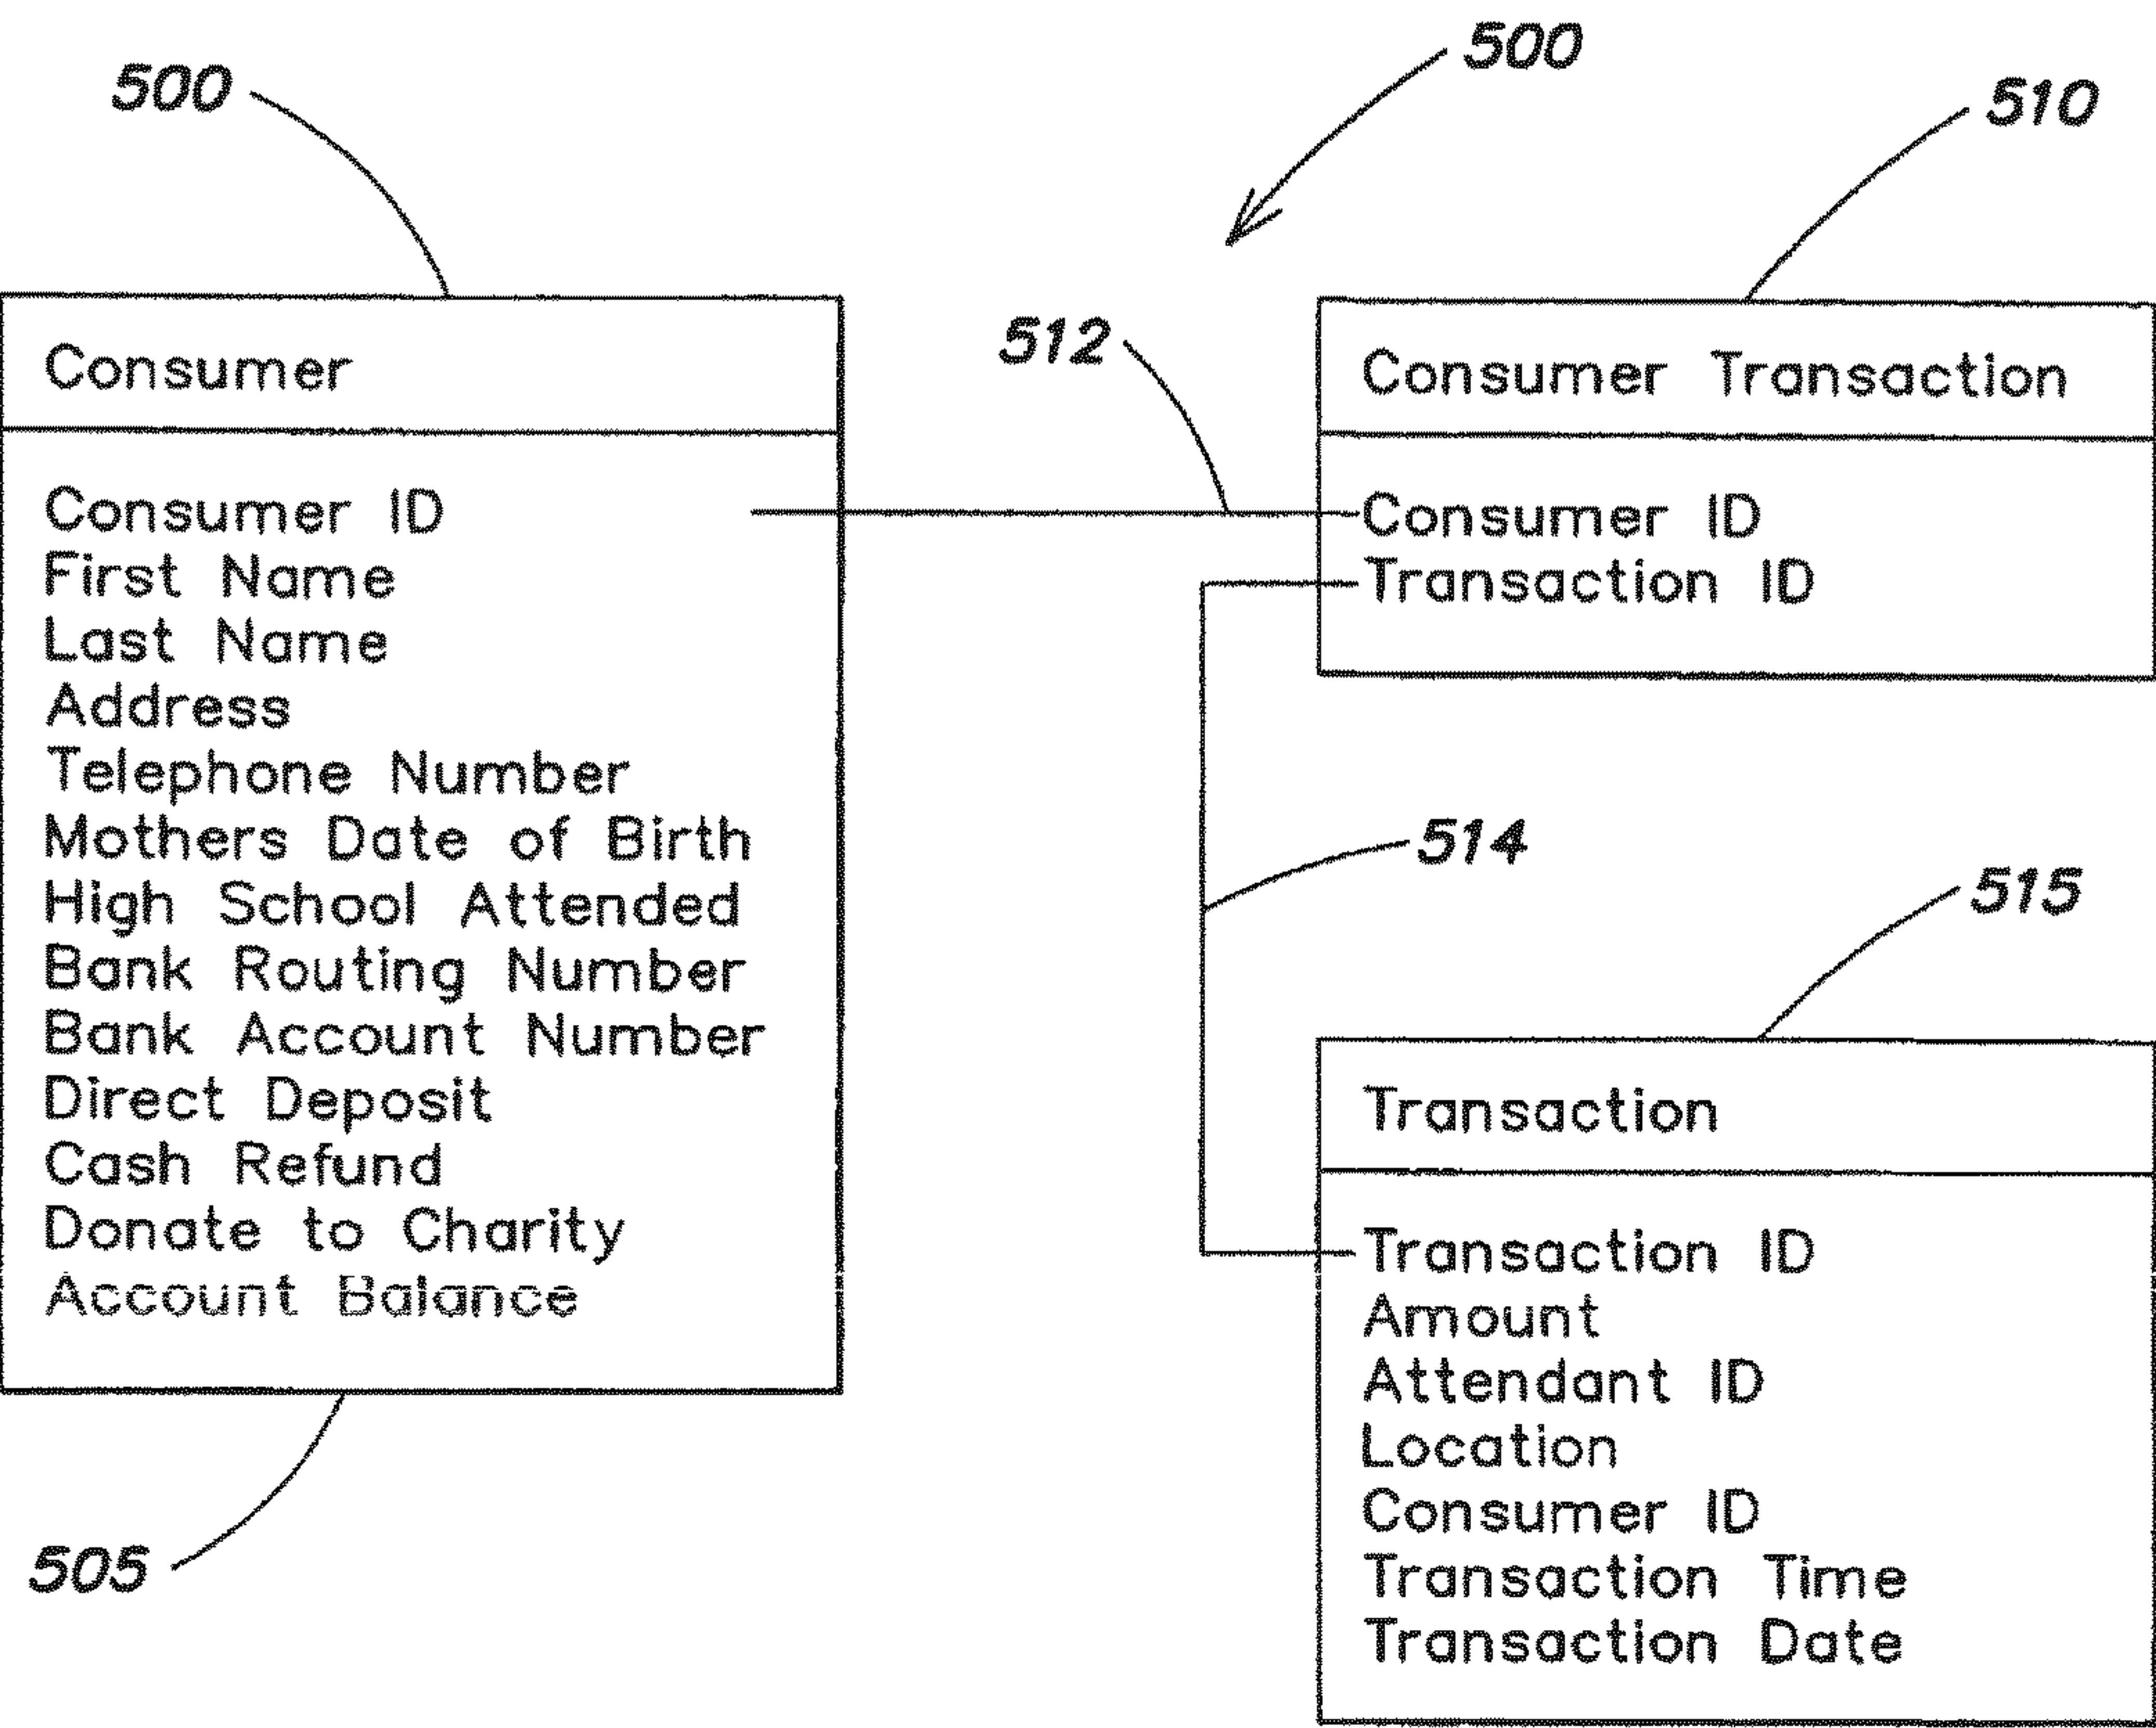 500
500
510
Consumer
Consumer ID
First Name
Last Name
Address
Telephone Number
Mothers Date of Birth
High School Attended
Bank Routing Number
Bank Account Number
Direct Deposit
Cash Refund
Donate to Charity
Account Balance
505
512
Consumer Transaction
Consumer ID
Transaction ID
514
515
Transaction
Transaction ID
Amount
Attendant ID
Location
Consumer ID
Transaction Time
Transaction Date